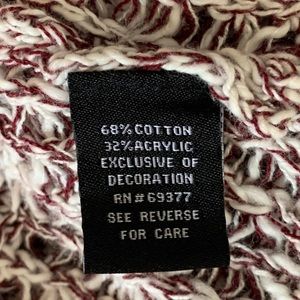 68% COTTON
32% ACRYLIC
EXCLUSIVE OF
DECORATION
RN # 69377
SEE REVERSE
FOR CARE